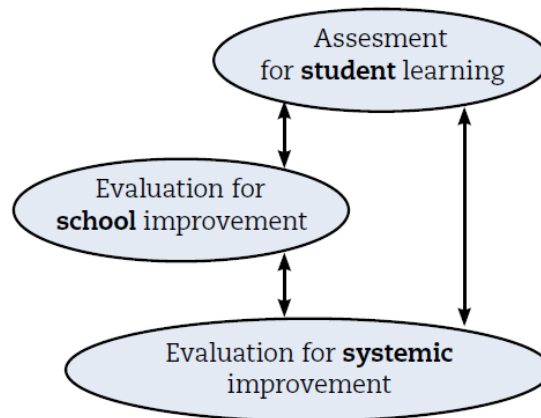 Assesment
for student learning
Evaluation for
school improvement
Evaluation for systemic
improvement